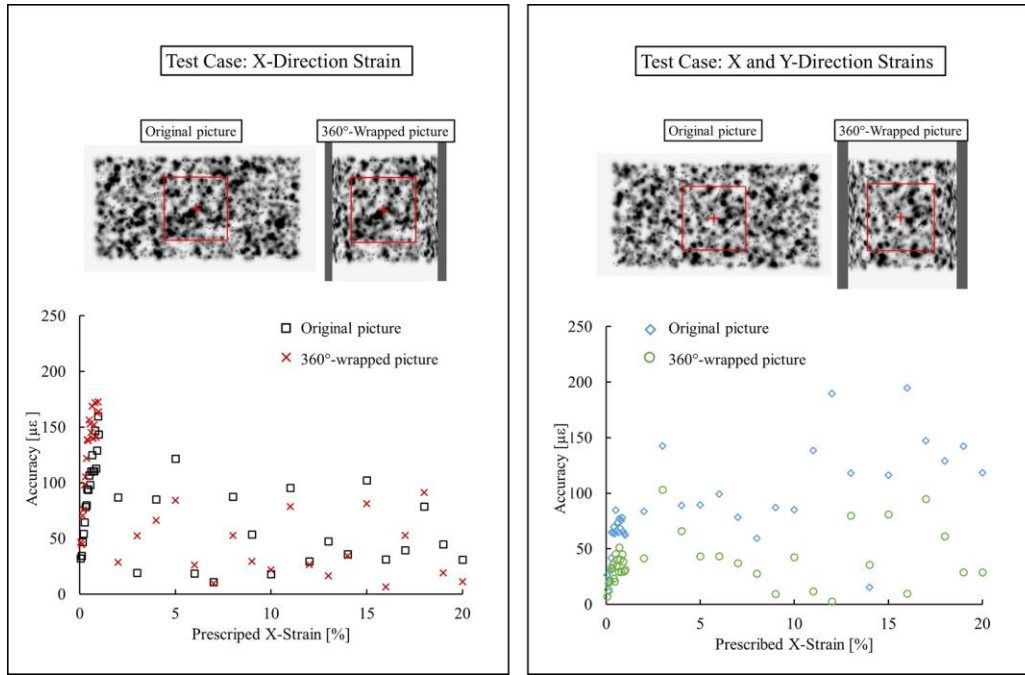 Test Case: X-Direction Strain
Original picture
360°-Wrapped picture
250
200
150
100
50
0
Accuracy [με]
Original picture
360°-wrapped picture
0 5 10 15 20
Prescriped X-Strain [%]
Test Case: X and Y-Direction Strains
Original picture
360°-Wrapped picture
250
200
150
100
50
0
Accuracy [με]
Original picture
360°-wrapped picture
0 5 10 15 20
Prescribed X-Strain [%]